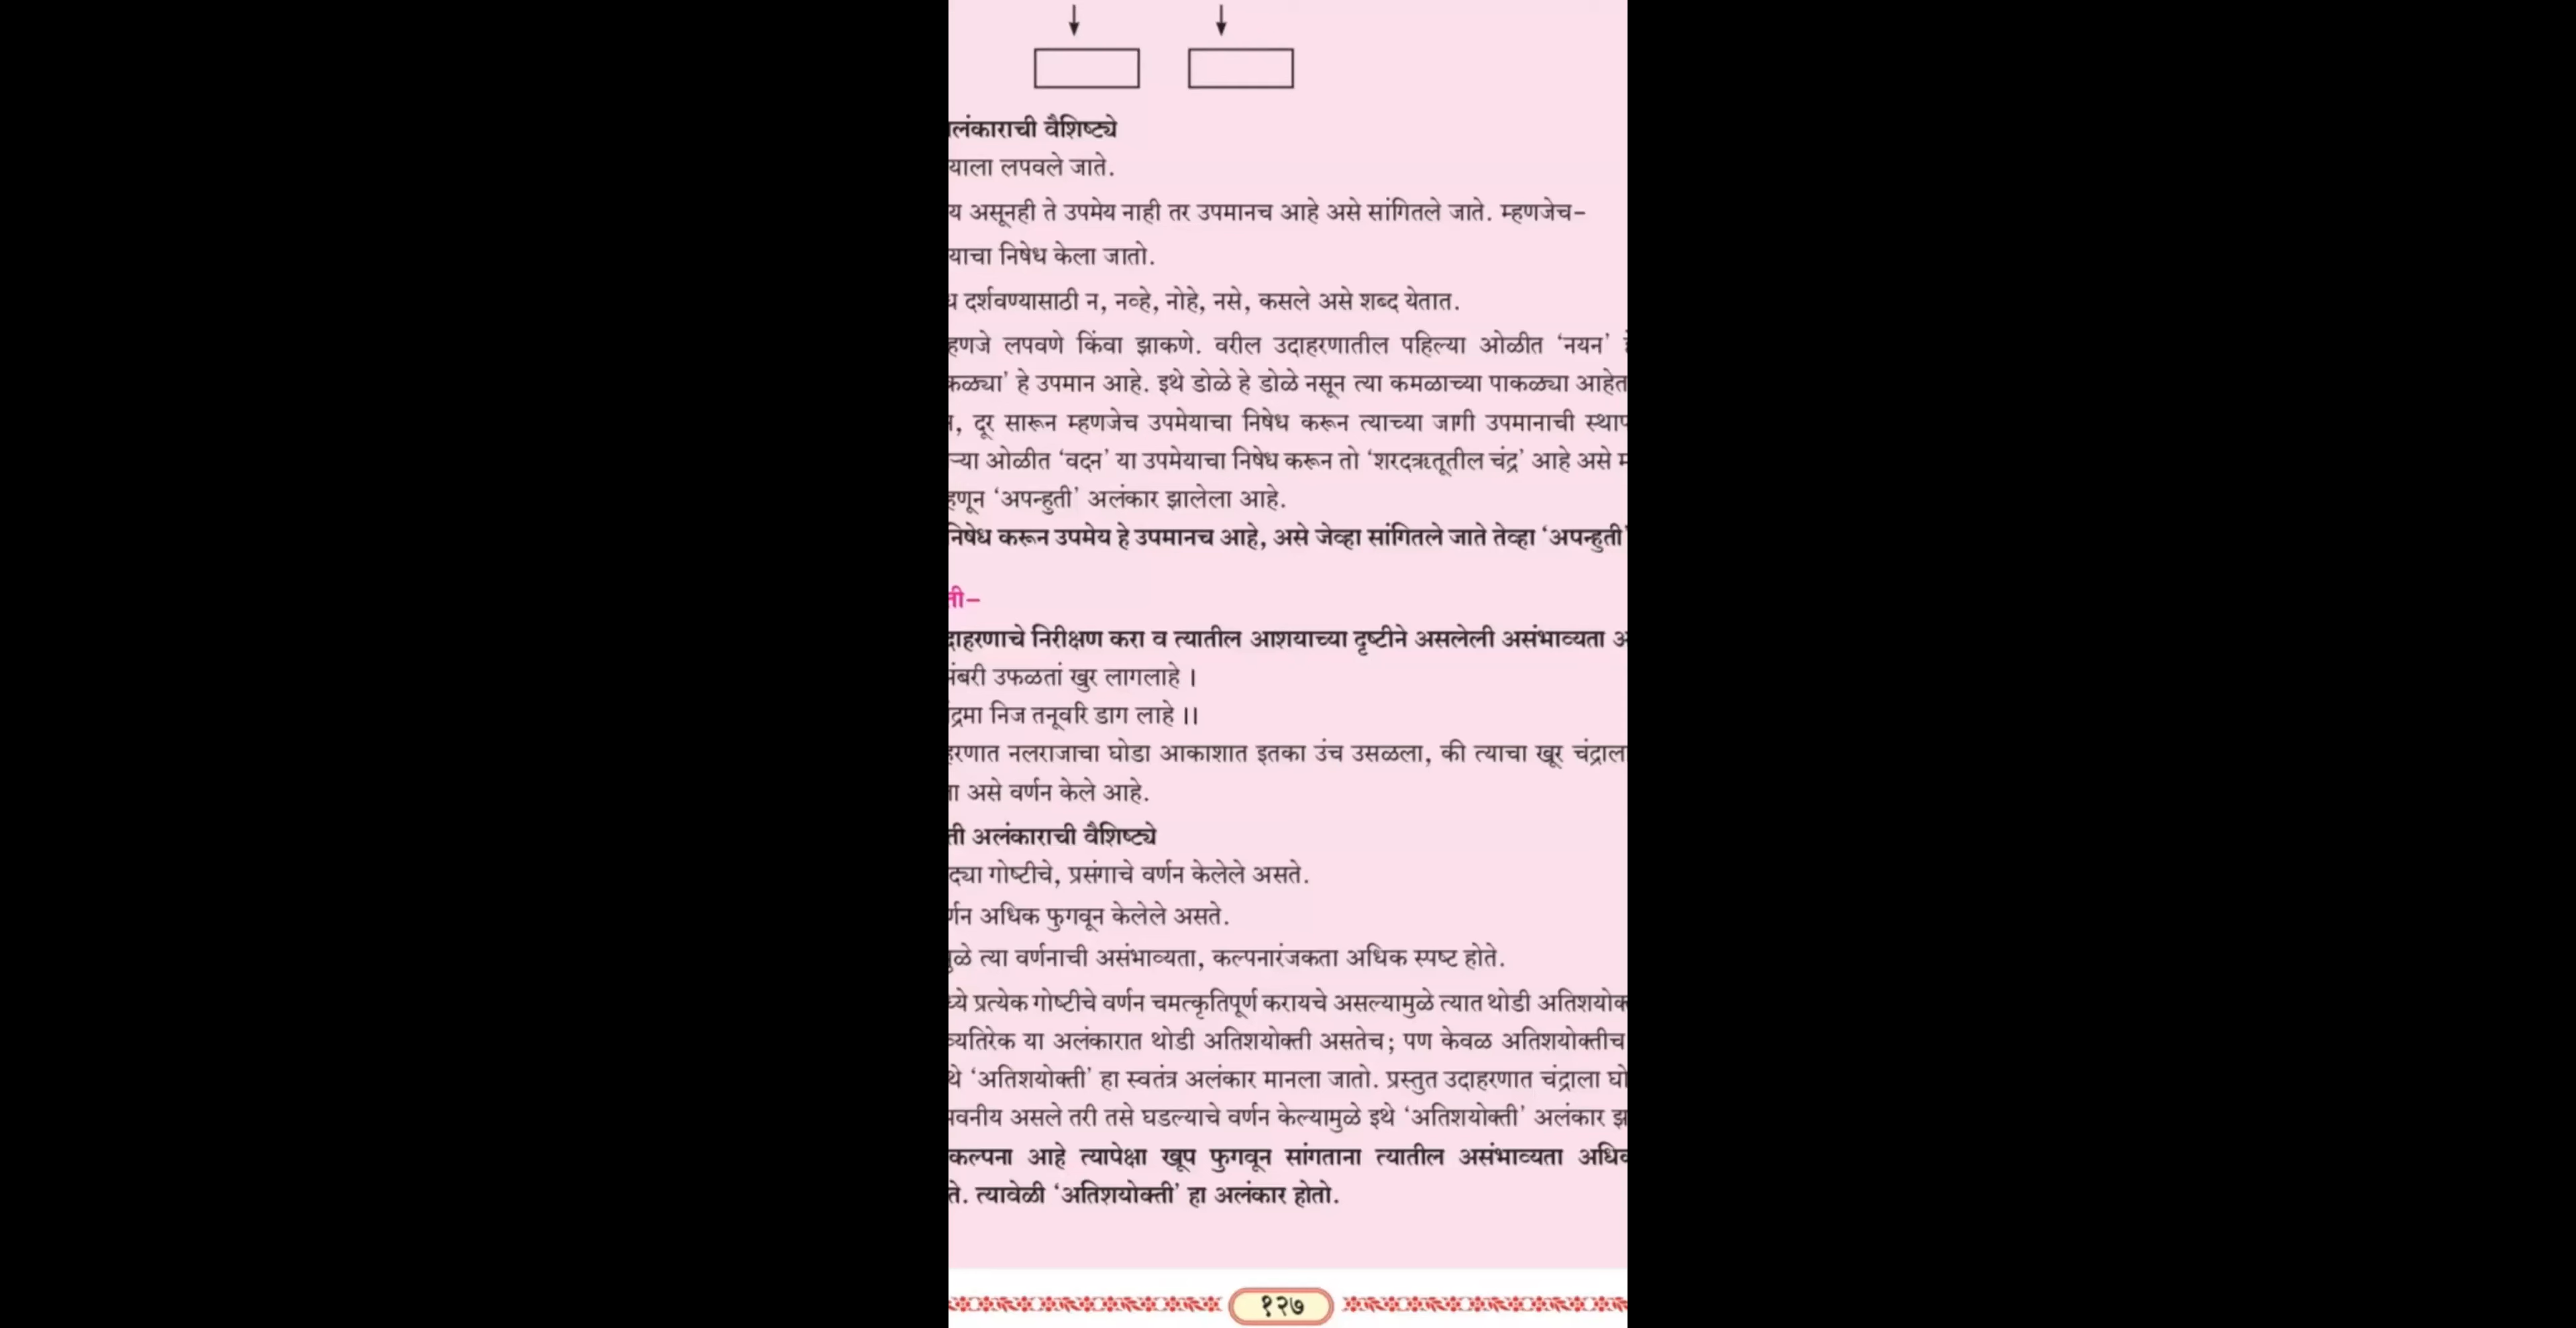 लंकाराची वैशिष्ट्ये
याला लपवले जाते.
य असूनही ते उपमेय नाही तर उपमानच आहे असे सांगितले जाते. म्हणजेच–
याचा निषेध केला जातो.
दर्शवण्यासाठी न, नव्हे, नोहे, नसे, कसले असे शब्द येतात.
हणजे लपवणे किंवा झाकणे. वरील उदाहरणातील पहिल्या ओळीत ‘नयन’
कळ्या’ हे उपमान आहे. इथे डोळे हे डोळे नसून त्या कमळाच्या पाकळ्या आहेत
, दूर सारून म्हणजेच उपमेयाचा निषेध करून त्याच्या जागी उपमानाची स्थाप
ऱ्या ओळीत ‘वदन’ या उपमेयाचा निषेध करून तो ‘शरदऋतूतील चंद्र’ आहे असे
हणून ‘अपन्हुती’ अलंकार झालेला आहे.
निषेध करून उपमेय हे उपमानच आहे, असे जेव्हा सांगितले जाते तेव्हा ‘अपन्हुती’
ती–
दाहरणाचे निरीक्षण करा व त्यातील आशयाच्या दृष्टीने असलेली असंभाव्यता अ
ंबरी उफळतां खुर लागलाहे ।
ंद्रमा निज तनूवरि डाग लाहे ।।
हरणात नलराजाचा घोडा आकाशात इतका उंच उसळला, की त्याचा खूर चंद्राला
ा असे वर्णन केले आहे.
ती अलंकाराची वैशिष्ट्ये
द्या गोष्टीचे, प्रसंगाचे वर्णन केलेले असते.
र्णन अधिक फुगवून केलेले असते.
ुळे त्या वर्णनाची असंभाव्यता, कल्पनारंजकता अधिक स्पष्ट होते.
ध्ये प्रत्येक गोष्टीचे वर्णन चमत्कृतिपूर्ण करायचे असल्यामुळे त्यात थोडी अतिशयोक्
व्यतिरेक या अलंकारात थोडी अतिशयोक्ती असतेच; पण केवळ अतिशयोक्तीच
थे ‘अतिशयोक्ती’ हा स्वतंत्र अलंकार मानला जातो. प्रस्तुत उदाहरणात चंद्राला घो
भवनीय असले तरी तसे घडल्याचे वर्णन केल्यामुळे इथे ‘अतिशयोक्ती’ अलंकार झा
कल्पना आहे त्यापेक्षा खूप फुगवून सांगताना त्यातील असंभाव्यता अधिक
ते. त्यावेळी ‘अतिशयोक्ती’ हा अलंकार होतो.
१२७